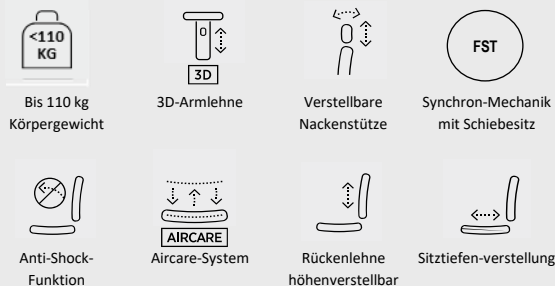 <110
KG
3D
FST
Bis 110 kg
Körpergewicht
3D-Armlehne
Verstellbare
Nackenstütze
Synchron-Mechanik
mit Schiebesitz
AIRCARE
Anti-Shock-
Funktion
Aircare-System
Rückenlehne
höhenverstellbar
Sitztiefen-verstellung